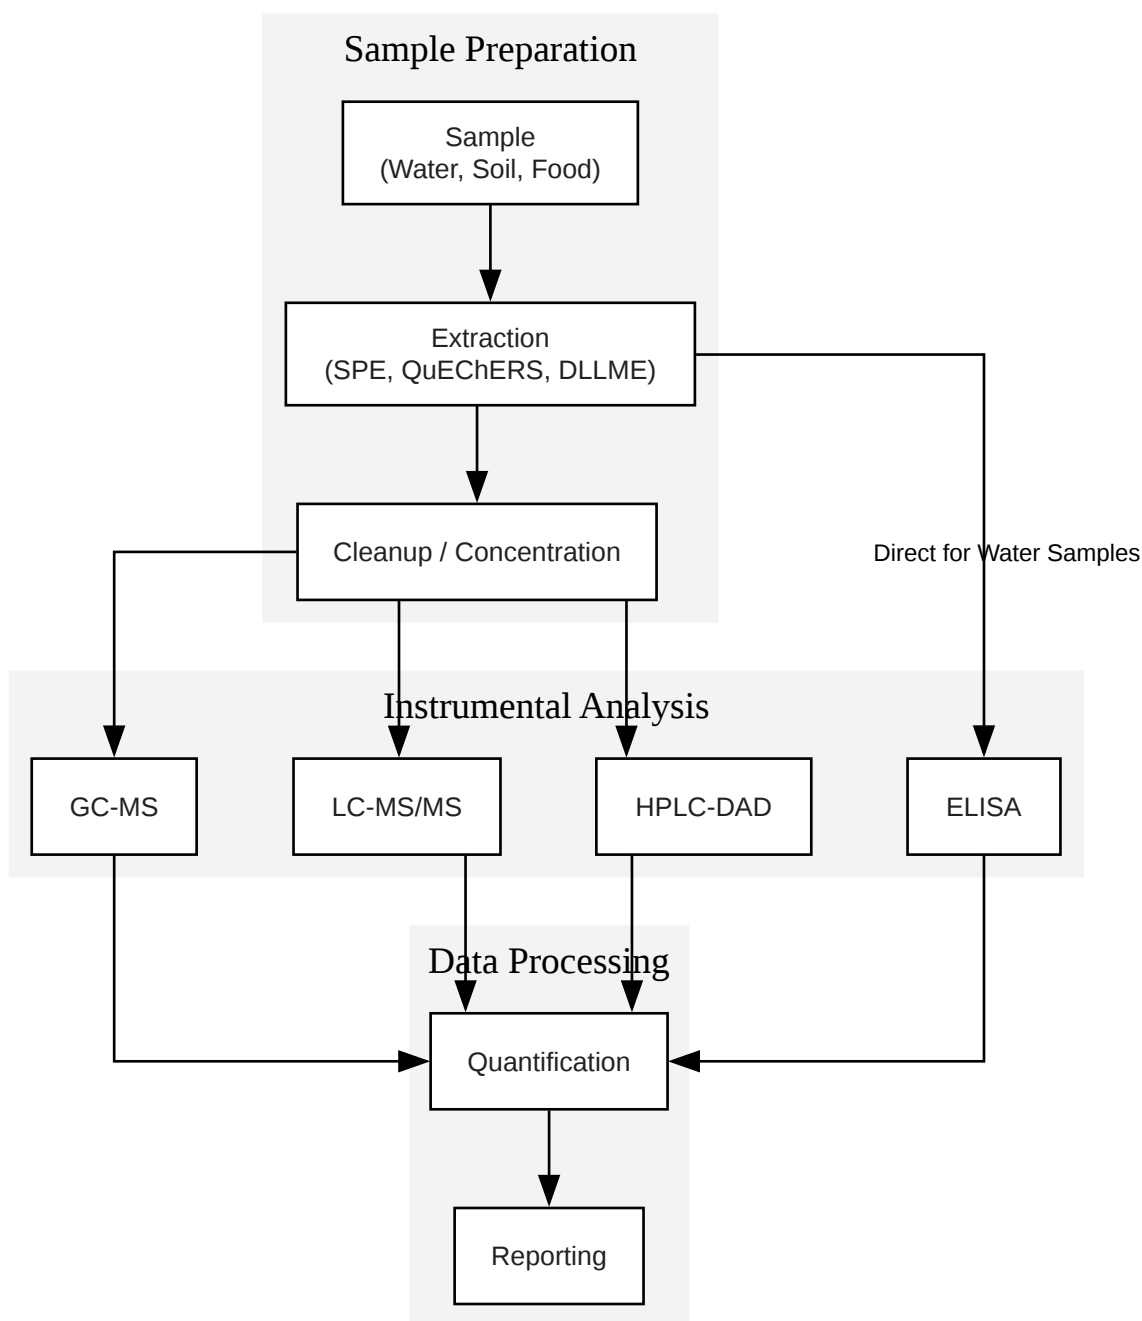 Sample Preparation
Sample
(Water, Soil, Food)
Extraction
(SPE, QuEChERS, DLLME)
Cleanup / Concentration
Direct for Water Samples
Instrumental Analysis
GC-MS
LC-MS/MS
HPLC-DAD
ELISA
Data Processing
Quantification
Reporting